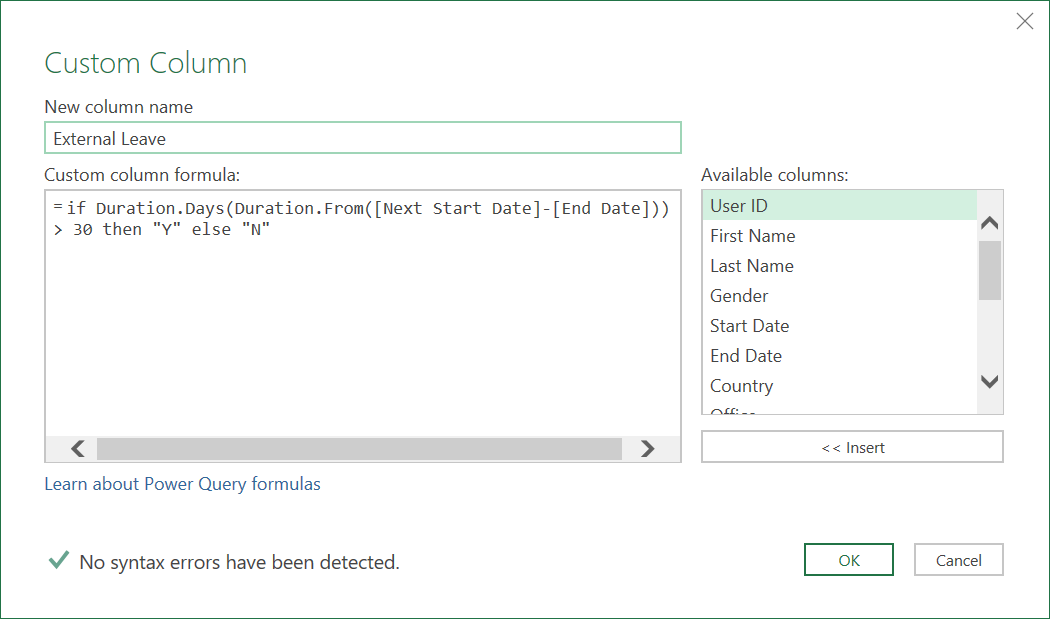 Custom Column
New column name
External Leave
Custom column formula:
=if Duration.Days(Duration.From([Next Start Date]-[End Date]))
> 30 then "Y" else "N"
Available columns:
User ID
First Name
Last Name
Gender
Start Date
End Date
Country
Office
<< Insert
Learn about Power Query formulas
No syntax errors have been detected.
OK
Cancel